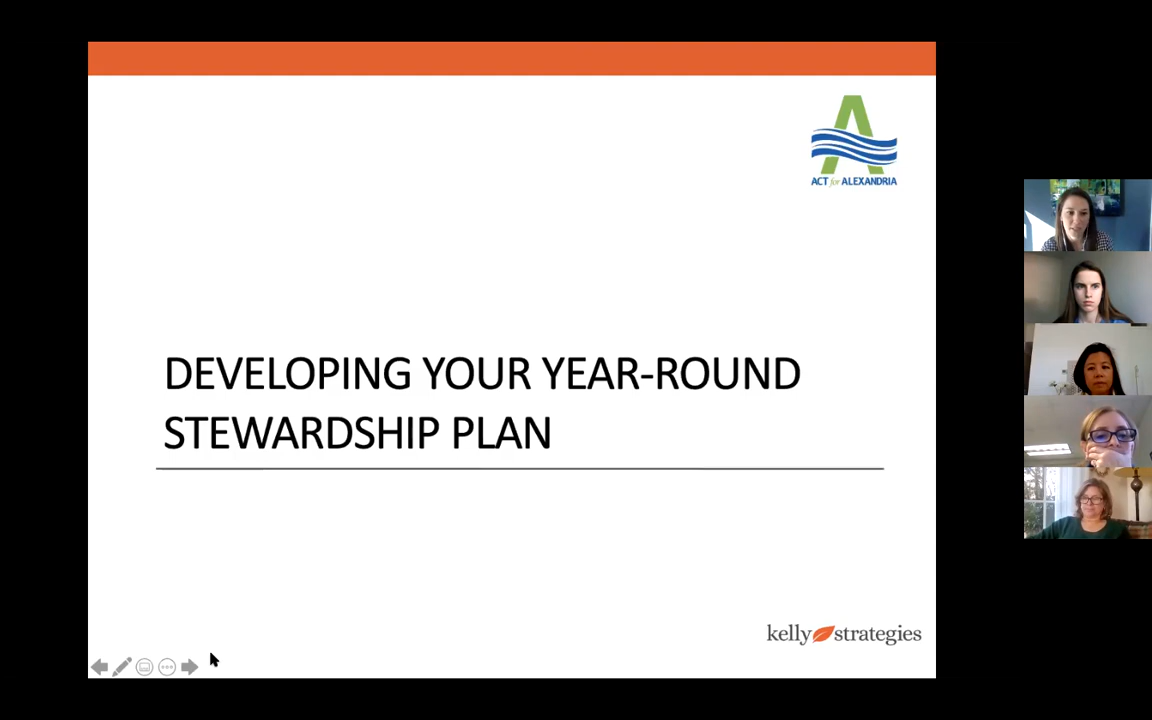 ACT for ALEXANDRIA
DEVELOPING YOUR YEAR-ROUND
STEWARDSHIP PLAN
kelly strategies